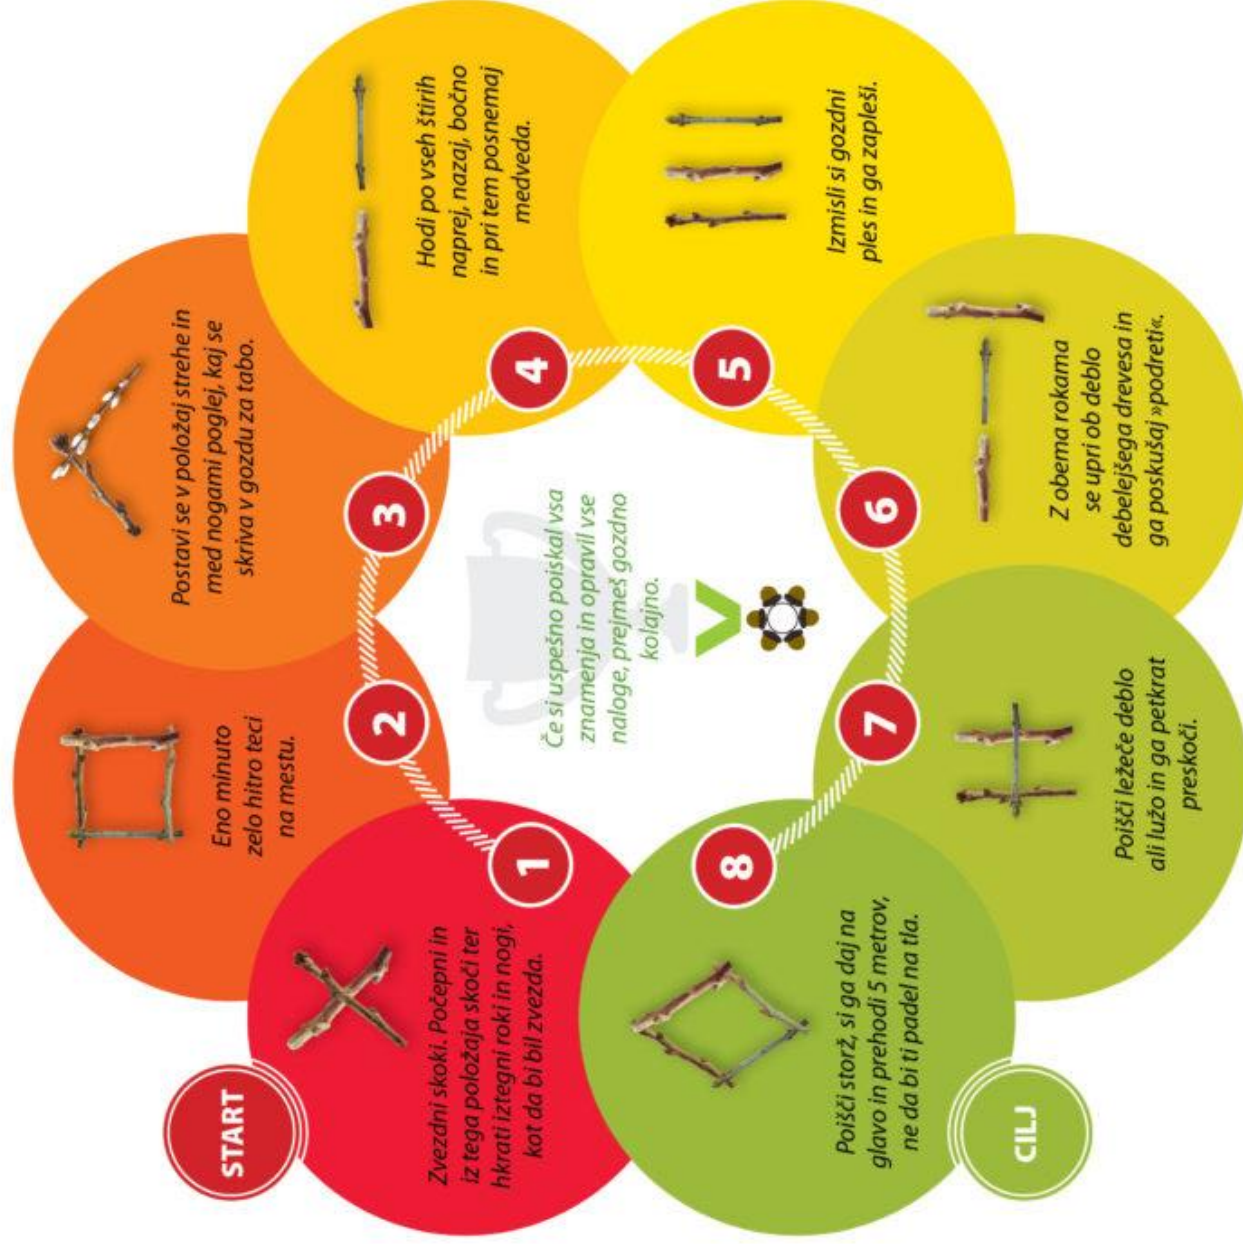 START
1
Zvezdni skoki. Počepni in
iz tega položaja skoči ter
hkrati iztegni roki in nogi,
kot da bi bil zvezda.
2
Eno minuto
zelo hitro teci
na mestu.
3
Postavi se v položaj strehe in
med nogami poglej, kaj se
skriva v gozdu za tabo.
4
Hodi po vseh štirih
naprej, nazaj, bočno
in pri tem posnemaj
medveda.
5
Izmisli si gozdni
ples in ga zapleši.
6
Z obema rokama
se upri ob deblo
debelejšega drevesa in
ga poskušaj »podreti«.
7
Poišči ležeče deblo
ali lužo in ga petkrat
preskoči.
8
Poišči storž, si ga daj na
glavo in prehodi 5 metrov,
ne da bi ti padel na tla.
CILJ
Če si uspešno poiskal vsa
znamenja in opravil vse
naloge, prejmeš gozdno
kolajno.